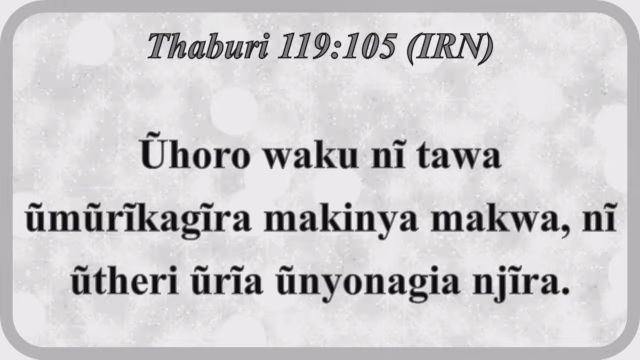 Thaburi 119:105 (IRN)
Ũhoro waku nĩ tawa
ũmũrĩkagĩra makinya makwa, nĩ
ũtheri ũrĩa ũnyonagia njĩra.